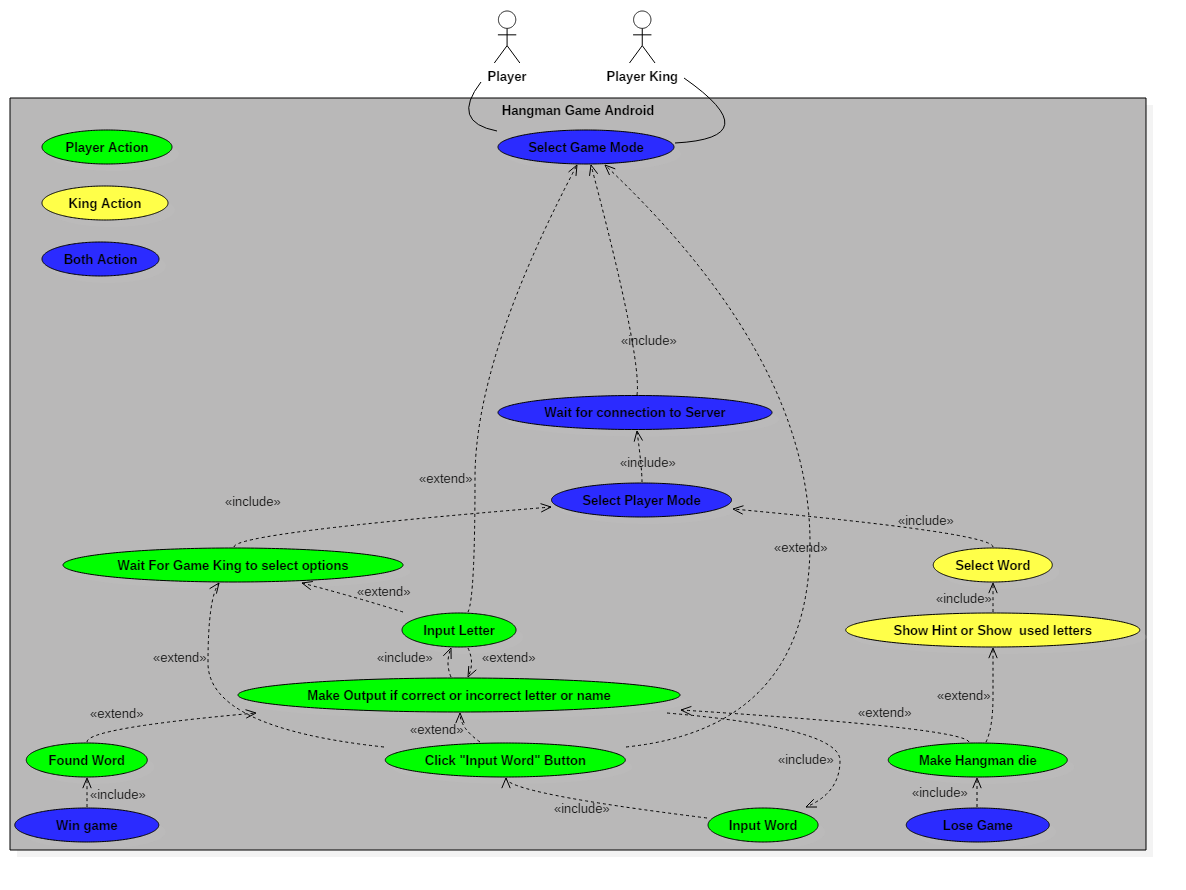 Player
Player King
Hangman Game Android
Player Action
Select Game Mode
King Action
Both Action
«include»
Wait for connection to Server
«include»
«extend»
Select Player Mode
«include»
«include»
«extend»
Wait For Game King to select options
Select Word
«extend»
«include»
Input Letter
Show Hint or Show  used letters
«extend»
«include»
«extend»
Make Output if correct or incorrect letter or name
«extend»
«extend»
«extend»
«extend»
Found Word
Click "Input Word" Button
«include»
Make Hangman die
«include»
«include»
«include»
Win game
Input Word
Lose Game